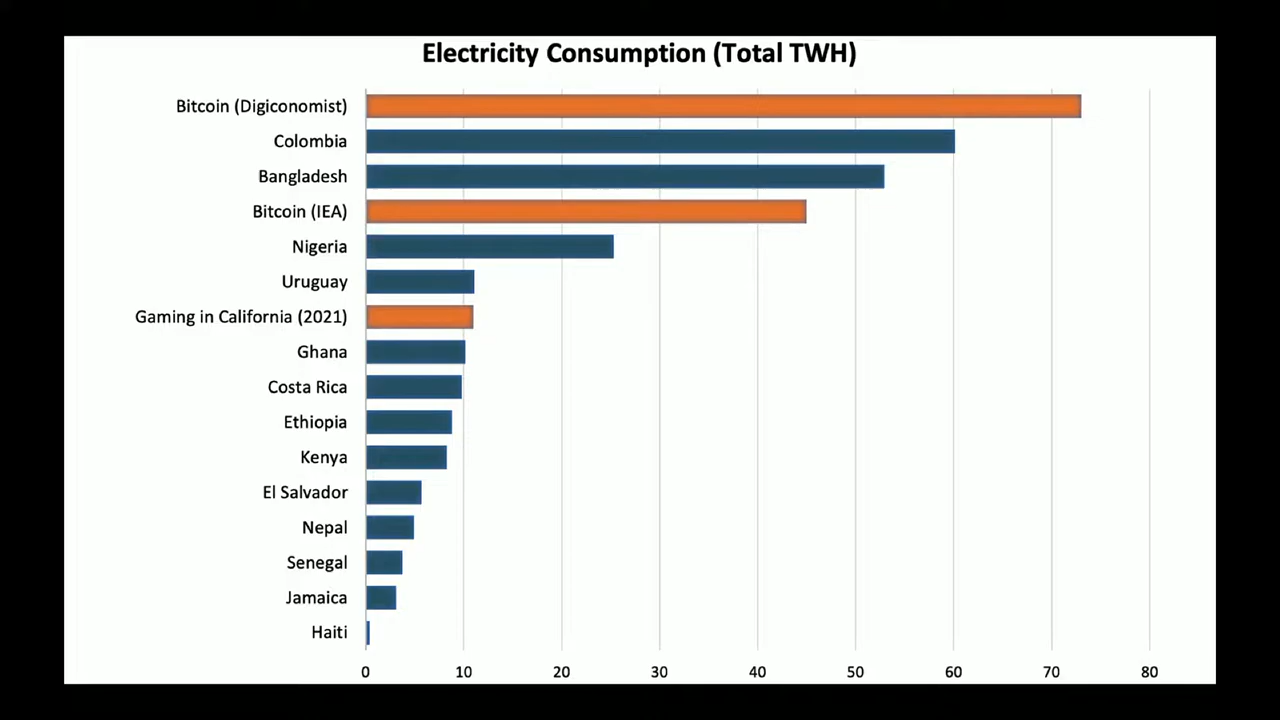 Electricity Consumption (Total TWH)
Bitcoin (Digiconomist)
Colombia
Bangladesh
Bitcoin (IEA)
Nigeria
Uruguay
Gaming in California (2021)
Ghana
Costa Rica
Ethiopia
Kenya
El Salvador
Nepal
Senegal
Jamaica
Haiti
0 10 20 30 40 50 60 70 80